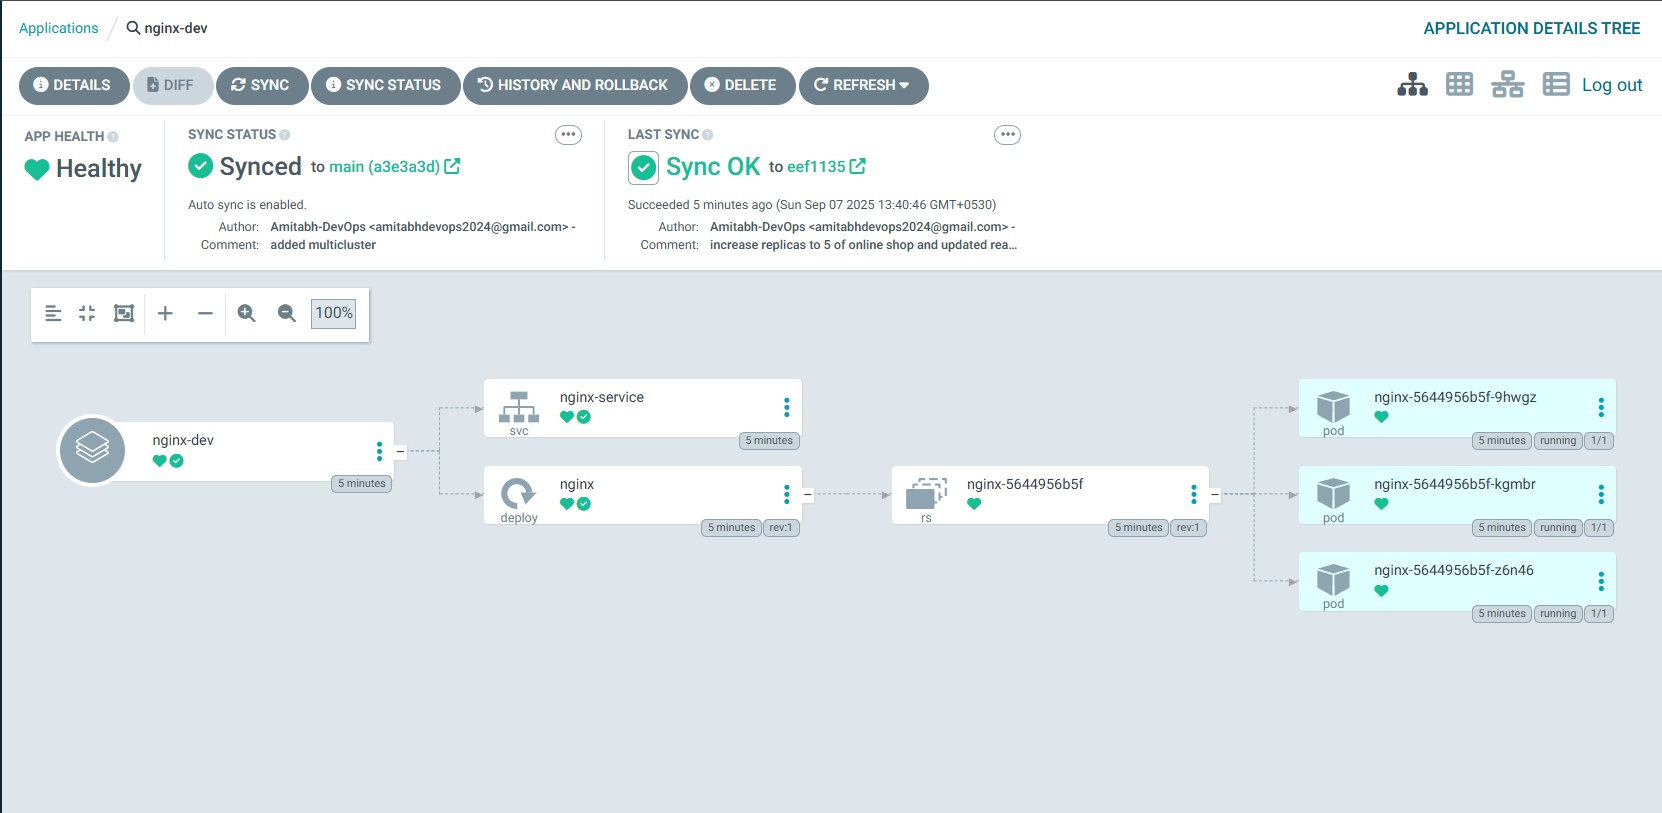 Applications / nginx-dev
APPLICATION DETAILS TREE
DETAILS
DIFF
SYNC
SYNC STATUS
HISTORY AND ROLLBACK
DELETE
REFRESH
Log out
APP HEALTH
Healthy
SYNC STATUS
Synced to main (a3e3a3d)
Auto sync is enabled.
Author: Amitabh-DevOps <amitabhdevops2024@gmail.com> -
Comment: added multicluster
LAST SYNC
Sync OK to eef1135
Succeeded 5 minutes ago (Sun Sep 07 2025 13:40:46 GMT+0530)
Author: Amitabh-DevOps <amitabhdevops2024@gmail.com> -
Comment: increase replicas to 5 of online shop and updated rea...
100%
nginx-dev
5 minutes
nginx-service
svc
5 minutes
nginx
deploy
5 minutes
rev:1
nginx-5644956b5f
rs
5 minutes
rev:1
nginx-5644956b5f-9hwgz
pod
5 minutes
running
1/1
nginx-5644956b5f-kgmbr
pod
5 minutes
running
1/1
nginx-5644956b5f-z6n46
pod
5 minutes
running
1/1